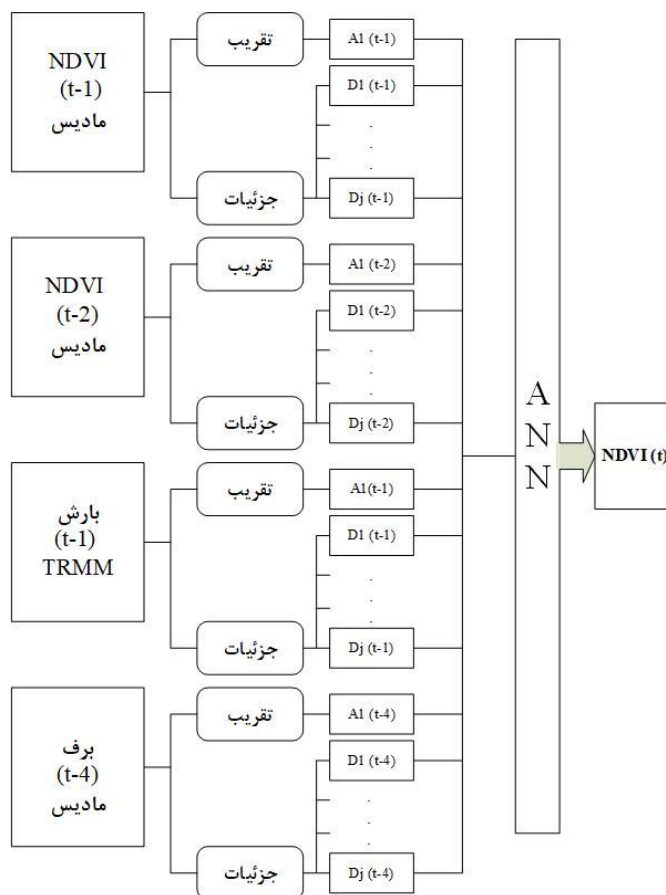 NDVI
(t-1)
مادیس
تقریب
A1 (t-1)
D1 (t-1)
جزئیات
Dj (t-1)
NDVI
(t-2)
مادیس
تقریب
A1 (t-2)
D1 (t-2)
جزئیات
Dj (t-2)
بارش
(t-1)
TRMM
تقریب
A1(t-1)
D1 (t-1)
جزئیات
Dj (t-1)
برف
(t-4)
مادیس
تقریب
A1 (t-4)
D1 (t-4)
جزئیات
Dj (t-4)
A
N
N
NDVI (t)